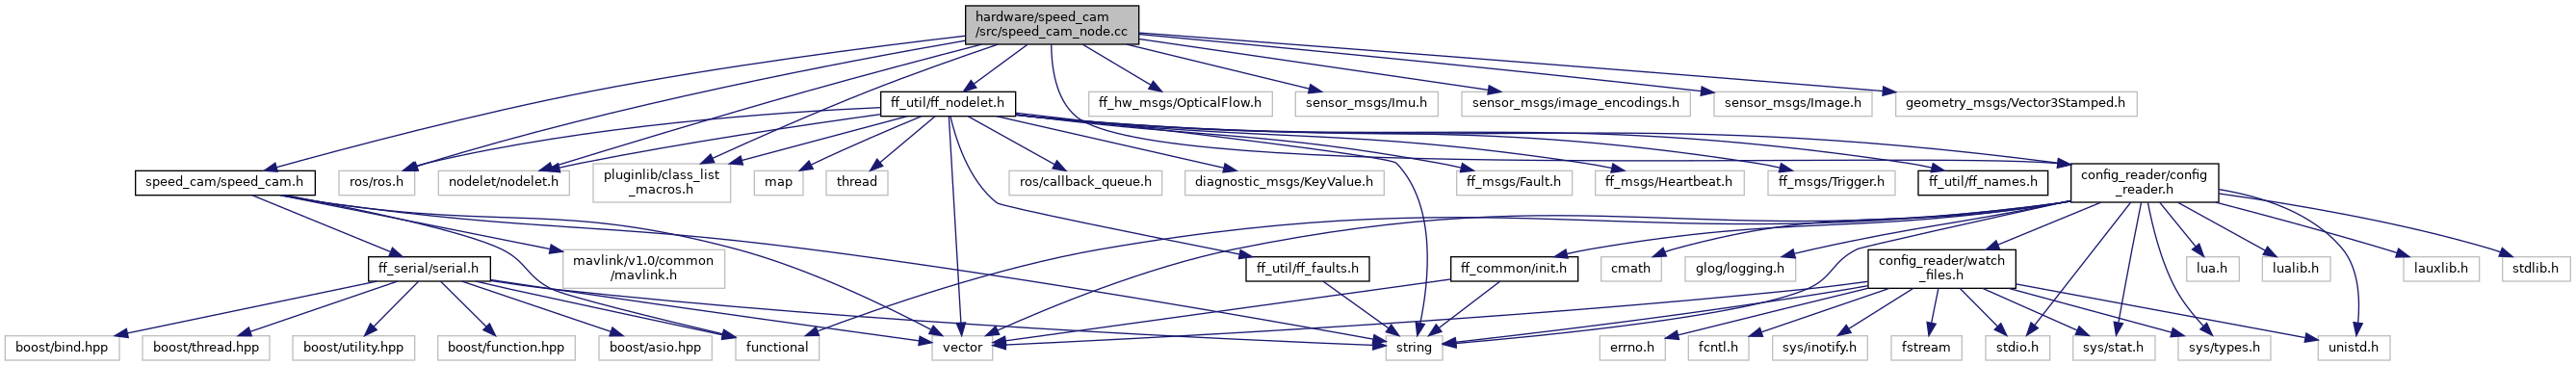 hardware/speed_cam
/src/speed_cam_node.cc
ff_util/ff_nodelet.h
ff_hw_msgs/OpticalFlow.h
sensor_msgs/Imu.h
sensor_msgs/image_encodings.h
sensor_msgs/Image.h
geometry_msgs/Vector3Stamped.h
speed_cam/speed_cam.h
ros/ros.h
nodelet/nodelet.h
pluginlib/class_list
_macros.h
map
thread
ros/callback_queue.h
diagnostic_msgs/KeyValue.h
ff_msgs/Fault.h
ff_msgs/Heartbeat.h
ff_msgs/Trigger.h
ff_util/ff_names.h
config_reader/config
_reader.h
ff_serial/serial.h
mavlink/v1.0/common
/mavlink.h
ff_util/ff_faults.h
ff_common/init.h
cmath
glog/logging.h
config_reader/watch
_files.h
lua.h
lualib.h
lauxlib.h
stdlib.h
boost/bind.hpp
boost/thread.hpp
boost/utility.hpp
boost/function.hpp
boost/asio.hpp
functional
vector
string
errno.h
fcntl.h
sys/inotify.h
fstream
stdio.h
sys/stat.h
sys/types.h
unistd.h